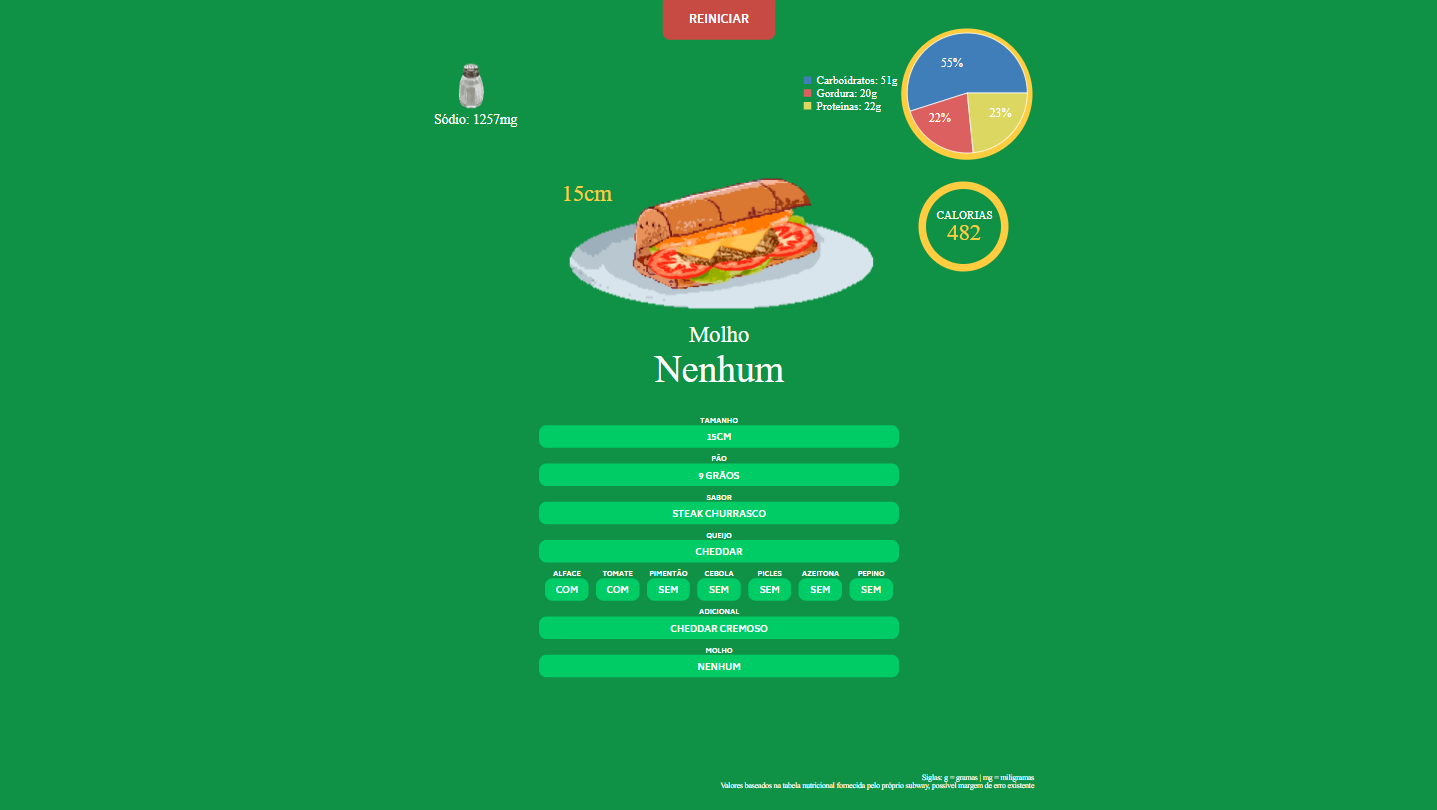 REINICIAR
Sódio: 1257mg
Carboidratos: 51g
Gordura: 20g
Proteínas: 22g
55%
22%
23%
15cm
CALORIAS
482
Molho
Nenhum
TAMANHO
15CM
PÃO
9 GRÃOS
SABOR
STEAK CHURRASCO
QUEIJO
CHEDDAR
ALFACE TOMATE PIMENTÃO CEBOLA PICLES AZEITONA PEPINO
COM COM SEM SEM SEM SEM SEM
ADICIONAL
CHEDDAR CREMOSO
MOLHO
NENHUM
Siglas: g = gramas | mg = miligramas
Valores baseados na tabela nutricional fornecida pelo próprio subway, possível margem de erro existente